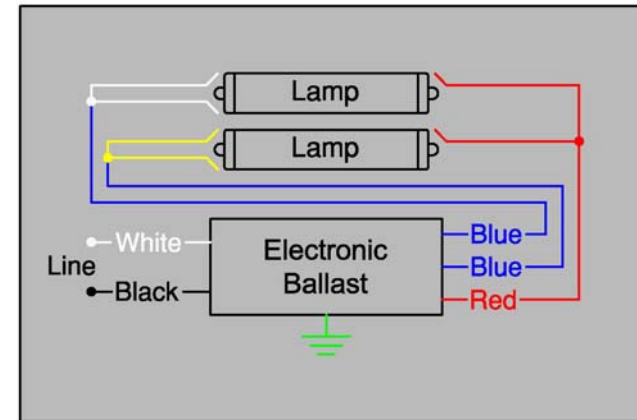 Lamp
Lamp
White
Blue
Line
Electronic
Ballast
Blue
Black
Red